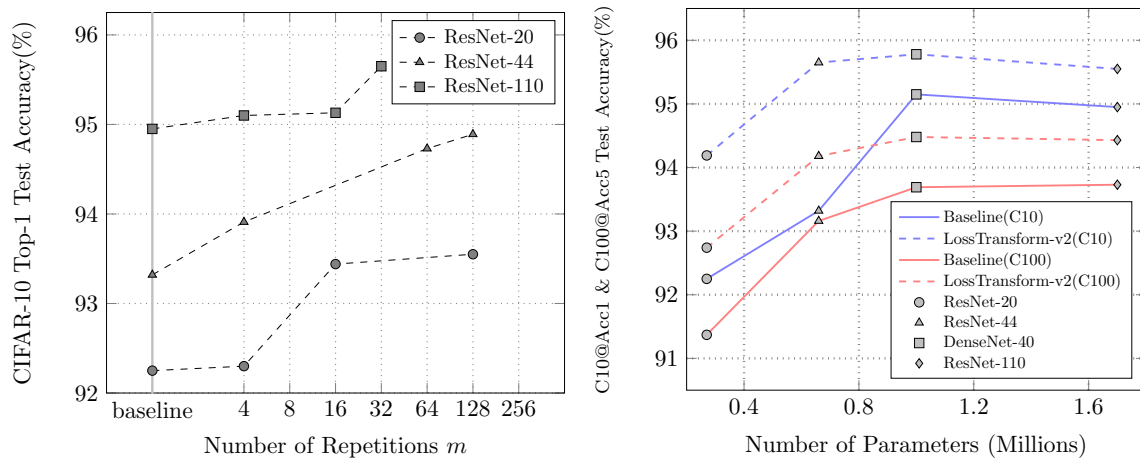 CIFAR-10 Top-1 Test Accuracy(%)
96
95
94
93
92
baseline 4 8 16 32 64 128 256
Number of Repetitions m
ResNet-20
ResNet-44
ResNet-110
C10@Acc1 & C100@Acc5 Test Accuracy(%)
96
95
94
93
92
91
0.4 0.8 1.2 1.6
Number of Parameters (Millions)
Baseline(C10)
LossTransform-v2(C10)
Baseline(C100)
LossTransform-v2(C100)
ResNet-20
ResNet-44
DenseNet-40
ResNet-110